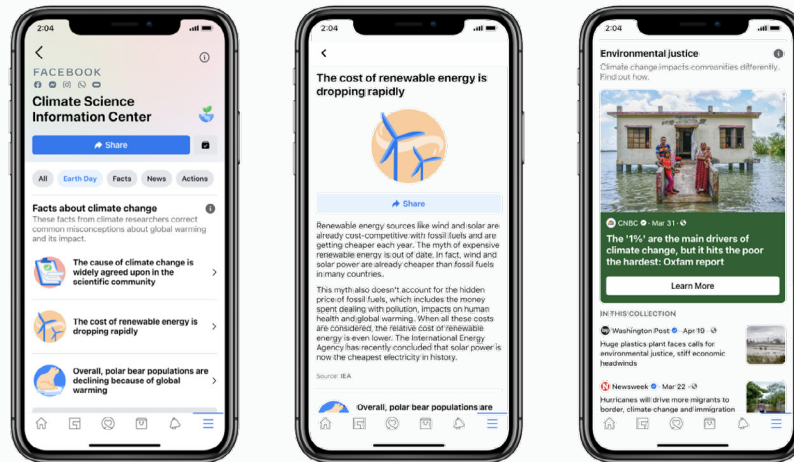 2:04
FACEBOOK
Climate Science
Information Center
Share
All
Earth Day
Facts
News
Actions
Facts about climate change
These facts from climate researchers correct
common misconceptions about global warming
and its impact.
The cause of climate change is
widely agreed upon in the
scientific community
The cost of renewable energy is
dropping rapidly
Overall, polar bear populations are
declining because of global
warming
2:04
The cost of renewable energy is
dropping rapidly
Share
Renewable energy sources like wind and solar are
already cost-competitive with fossil fuels and are
getting cheaper each year. The myth of expensive
renewable energy is out of date. In fact, wind and
solar power are already cheaper than fossil fuels
in many countries.
This myth also doesn't account for the hidden
price of fossil fuels, which includes the money
spent dealing with pollution, impacts on human
health and global warming. When all these costs
are considered, the relative cost of renewable
energy is even lower. The International Energy
Agency has recently concluded that solar power is
now the cheapest electricity in history.
Source: IEA
Overall, polar bear populations are
2:04
Environmental justice
Climate change impacts communities differently.
Find out how.
CNBC · Mar 31 ·
The '1%' are the main drivers of
climate change, but it hits the poor
the hardest: Oxfam report
Learn More
IN THIS COLLECTION
Washington Post · Apr 19 ·
Huge plastics plant faces calls for
environmental justice, stiff economic
headwinds
Newsweek · Mar 22 ·
Hurricanes will drive more migrants to
border, climate change and immigration